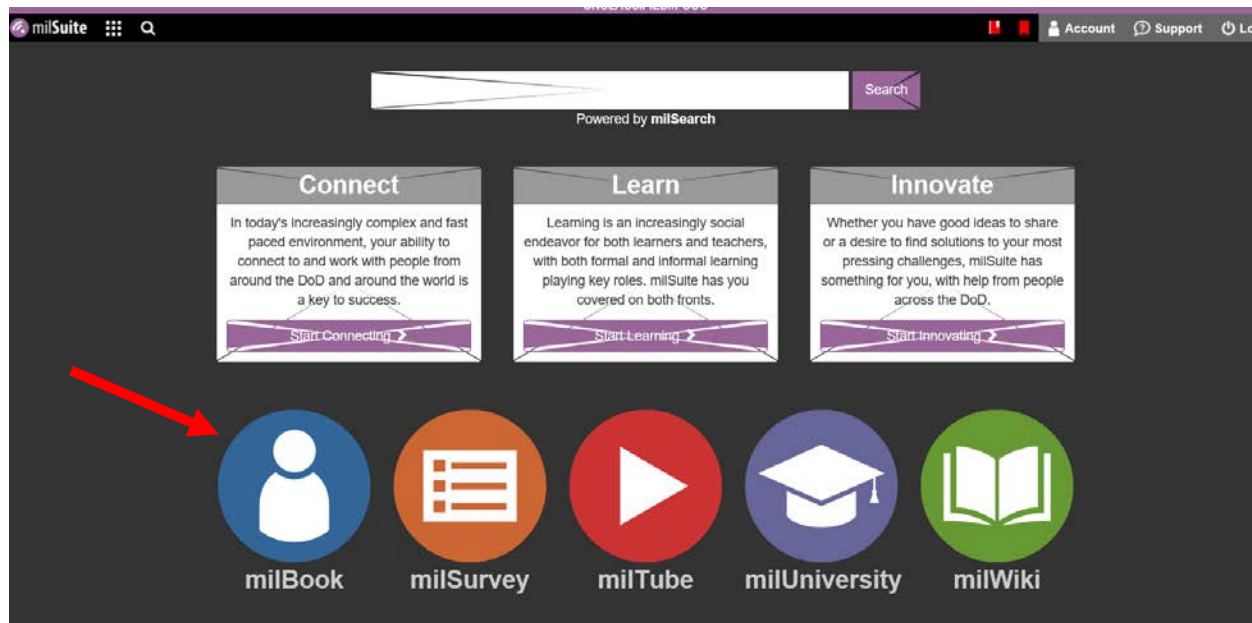 milSuite Account Support
Search
Powered by milSearch
Connect
In today's increasingly complex and fast
paced environment, your ability to
connect to and work with people from
around the DoD and around the world is
a key to success.
Start Connecting
Learn
Learning is an increasingly social
endeavor for both learners and teachers,
with both formal and informal learning
playing key roles. milSuite has you
covered on both fronts.
Start Learning
Innovate
Whether you have good ideas to share
or a desire to find solutions to your most
pressing challenges, milSuite has
something for you, with help from people
across the DoD.
Start Innovating
milBook milSurvey milTube milUniversity milWiki